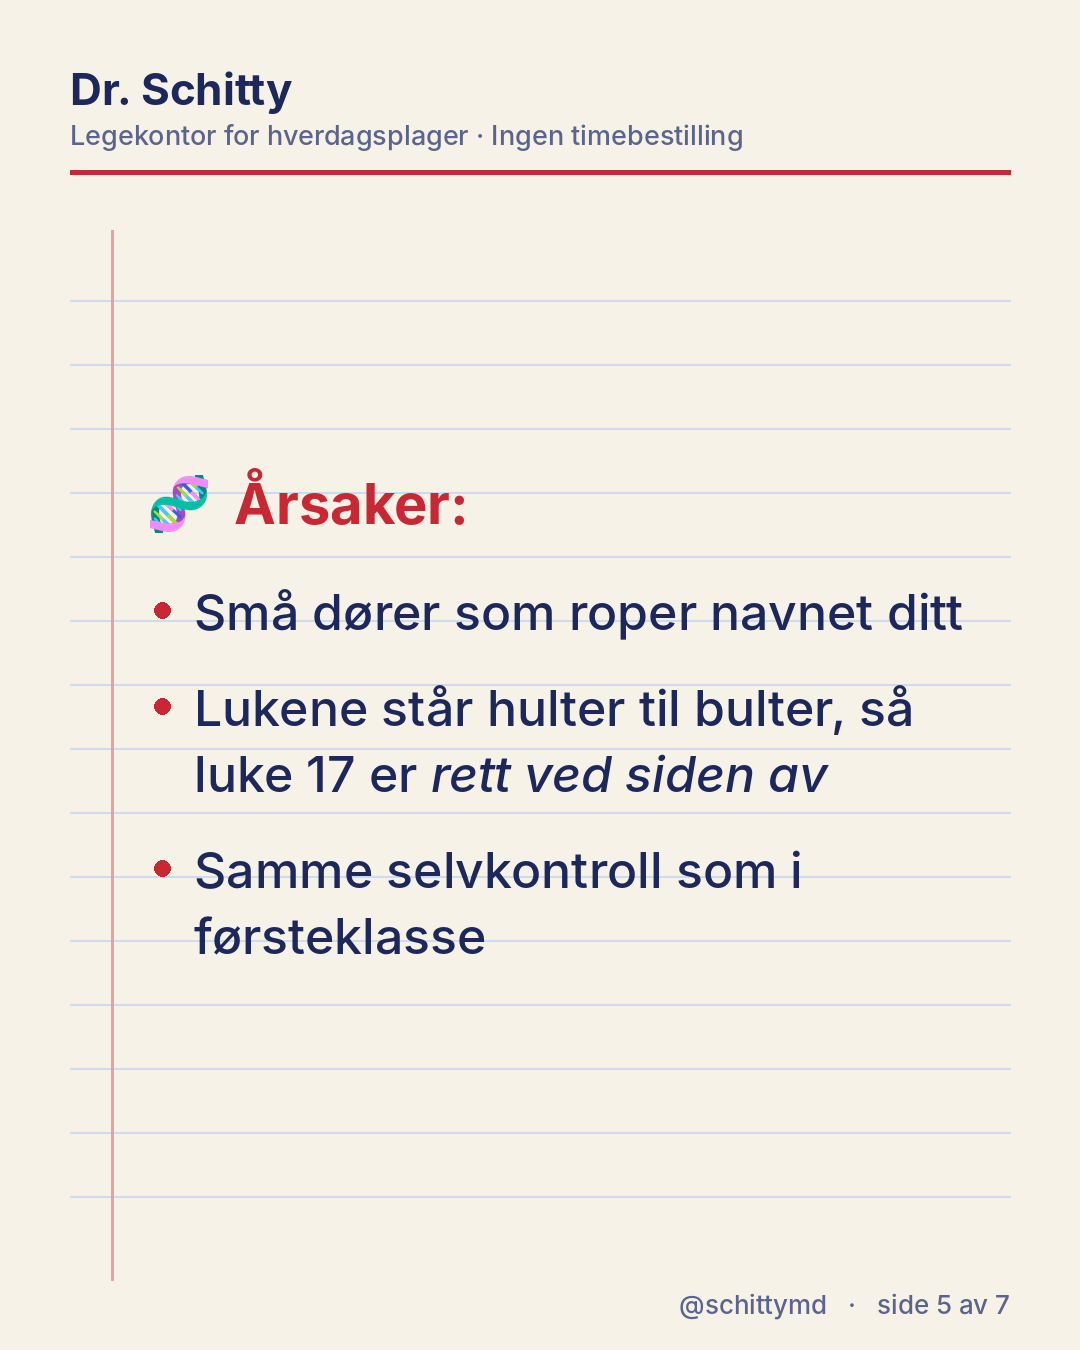 Dr. Schitty
Legekontor for hverdagsplager · Ingen timebestilling
🧬 Årsaker:
• Små dører som roper navnet ditt
• Lukene står hulter til bulter, så
luke 17 er rett ved siden av
• Samme selvkontroll som i
førsteklasse
@schittymd · side 5 av 7